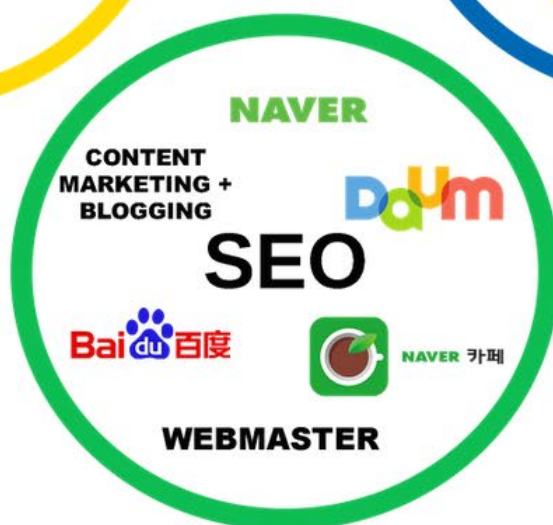 NAVER
CONTENT
MARKETING +
BLOGGING
Daum
SEO
Baidu百度
NAVER 카페
WEBMASTER